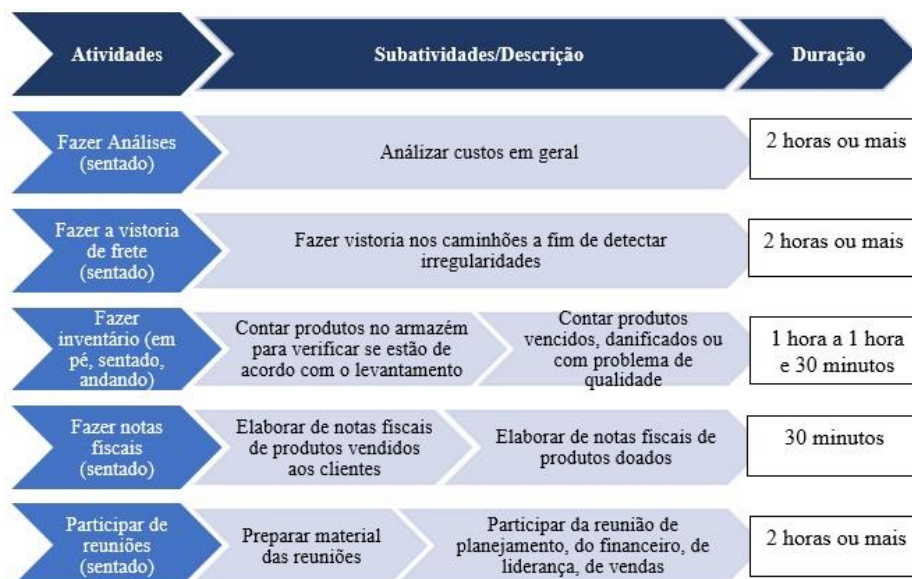 Atividades
Subatividades/Descrição
Duração
Fazer Análises
(sentado)
Análizar custos em geral
2 horas ou mais
Fazer a vistoria
de frete
(sentado)
Fazer vistoria nos caminhões a fim de detectar
irregularidades
2 horas ou mais
Fazer
inventário (em
pé, sentado,
andando)
Contar produtos no armazém
para verificar se estão de
acordo com o levantamento
Contar produtos
vencidos, danificados ou
com problema de
qualidade
1 hora a 1 hora
e 30 minutos
Fazer notas
fiscais
(sentado)
Elaborar de notas fiscais
de produtos vendidos
aos clientes
Elaborar de notas fiscais de
produtos doados
30 minutos
Participar de
reuniões
(sentado)
Preparar material
das reuniões
Participar da reunião de
planejamento, do financeiro, de
liderança, de vendas
2 horas ou mais